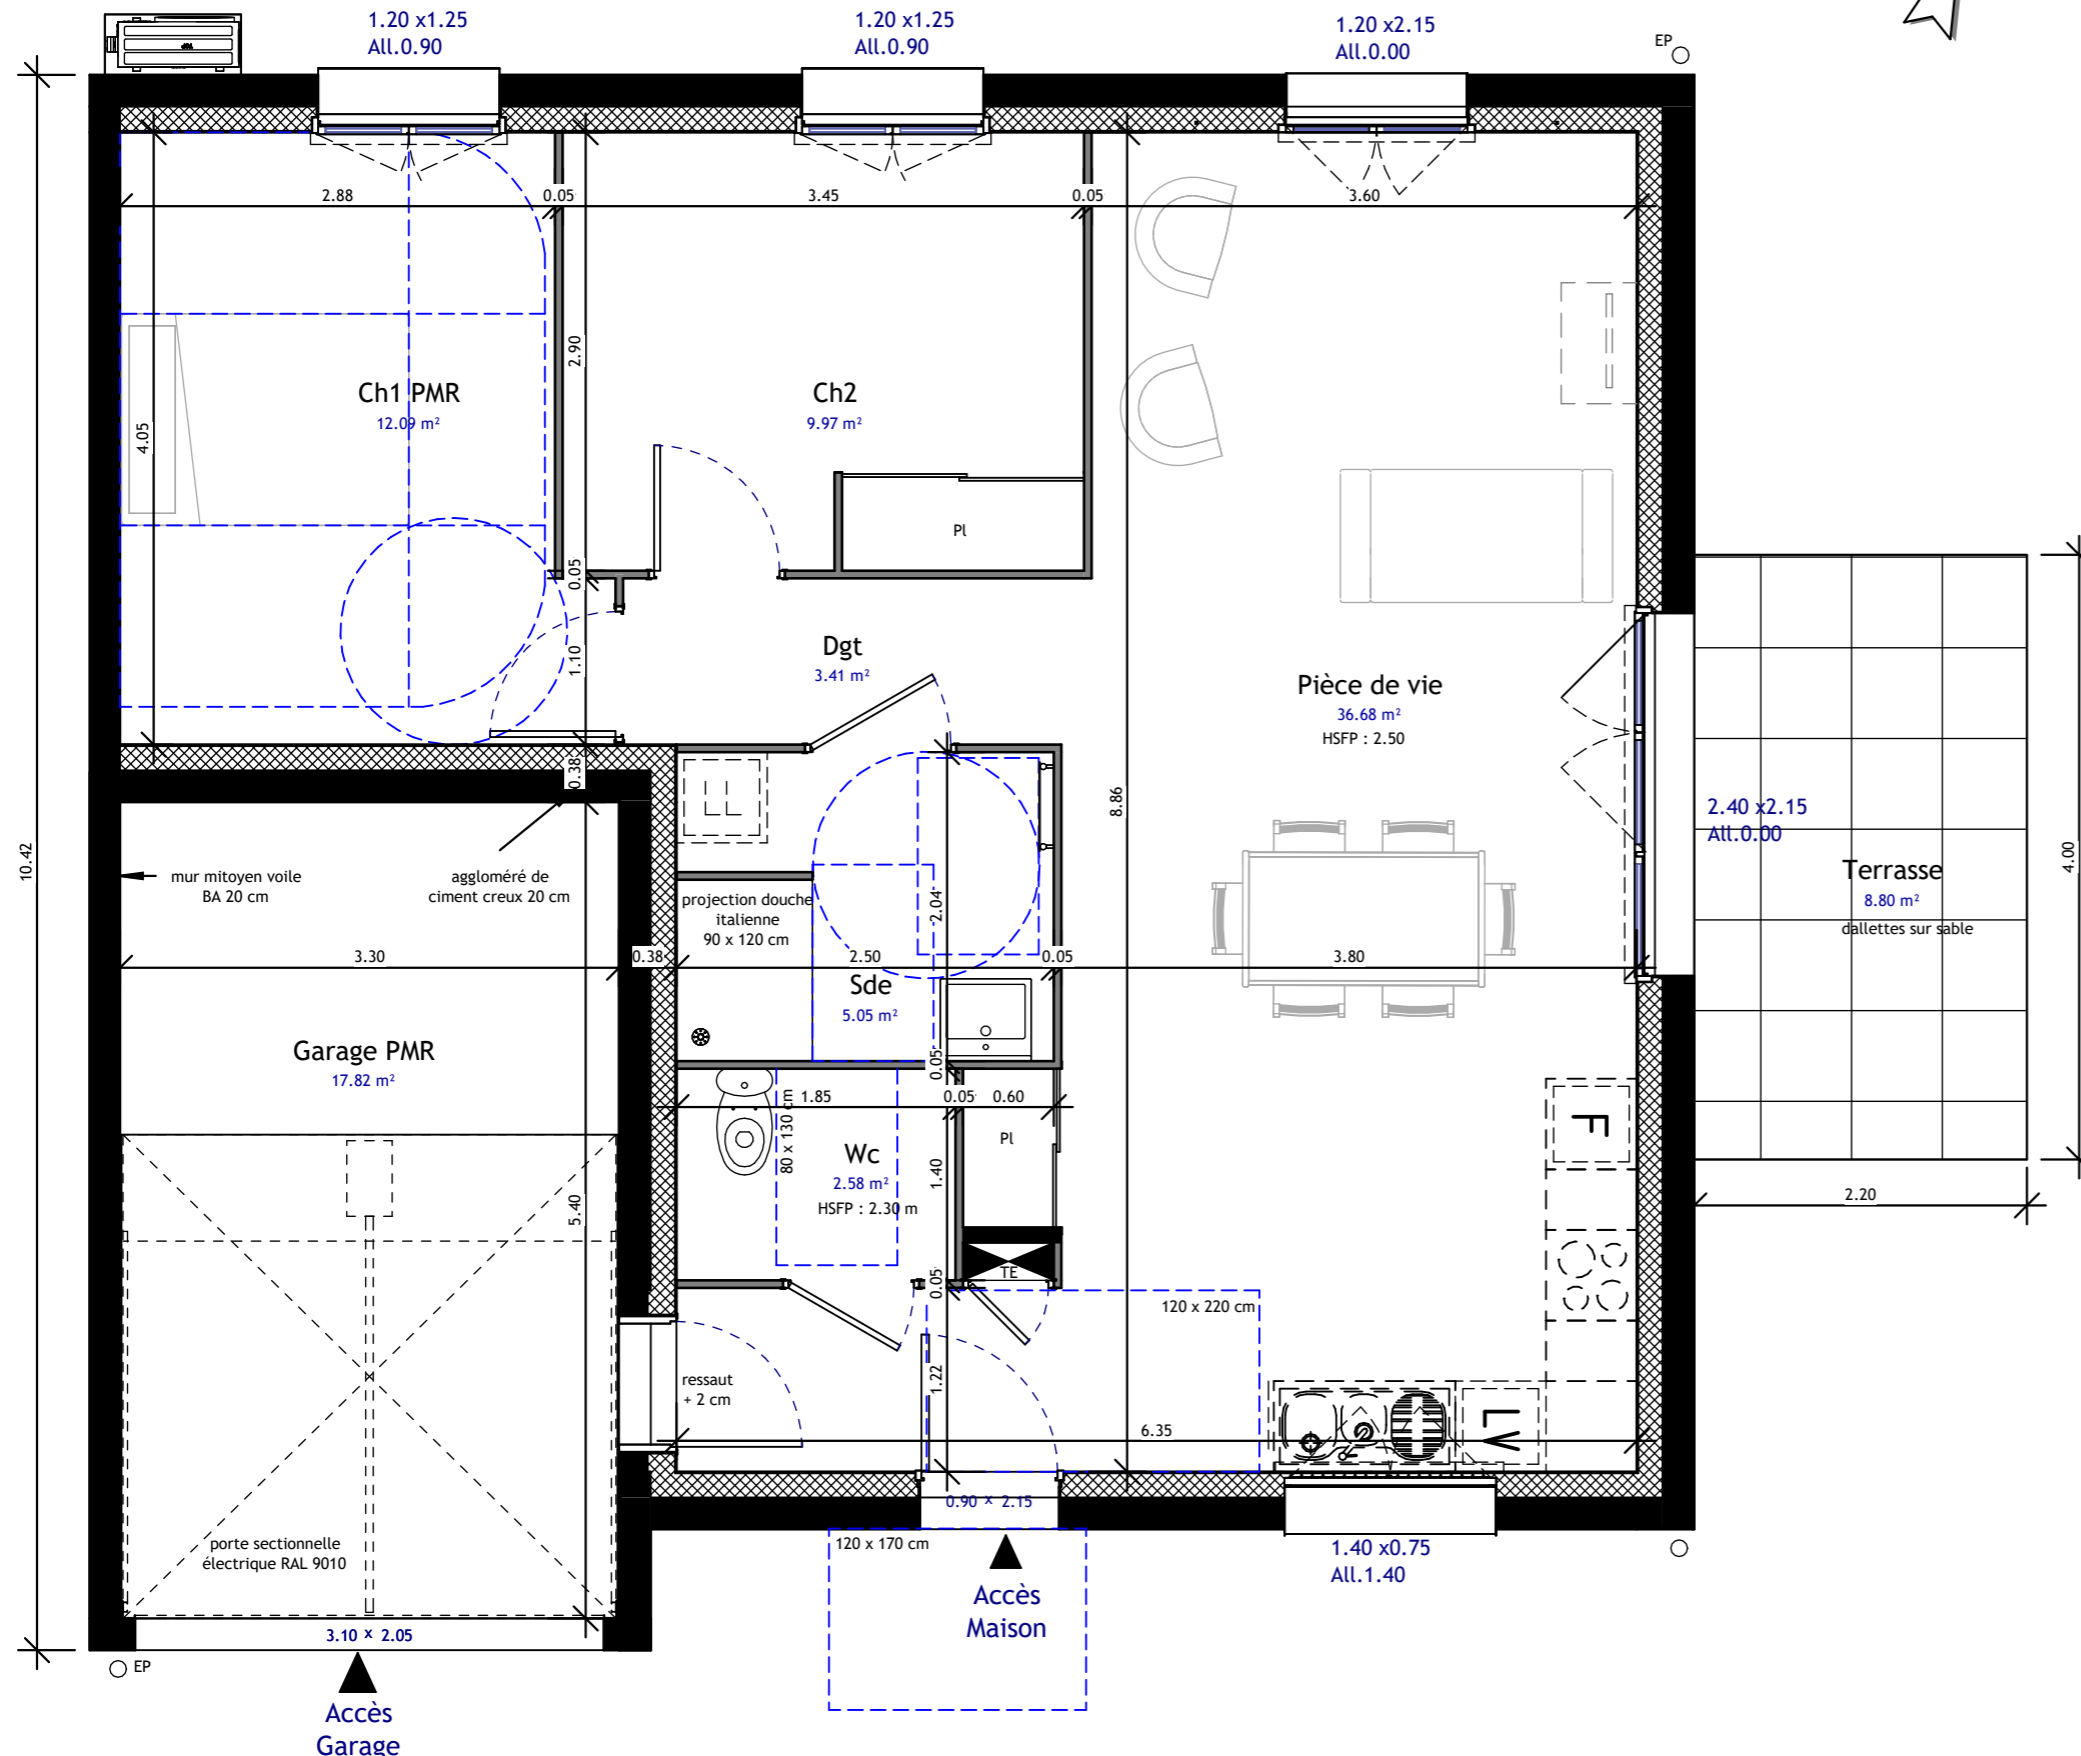 1.20 x1.25
All.0.90
1.20 x1.25
All.0.90
1.20 x2.15
All.0.00
EP
2.88
0.05
3.45
0.05
3.60
2.90
4.05
Ch1 PMR
12.09 m²
Ch2
9.97 m²
Pl
0.05
1.10
Dgt
3.41 m²
Pièce de vie
36.68 m²
HSFP : 2.50
0.38
8.86
10.42
2.40 x2.15
All.0.00
4.00
Terrasse
8.80 m²
dallettes sur sable
LL
mur mitoyen voile
BA 20 cm
aggloméré de
ciment creux 20 cm
projection douche
italienne
90 x 120 cm
2.04
3.30
0.38
2.50
0.05
3.80
Sde
5.05 m²
Garage PMR
17.82 m²
0.05
1.85
0.05
0.60
80 x 130 cm
Pl
F
Wc
2.58 m²
HSFP : 2.30 m
1.40
5.40
2.20
TE
0.05
120 x 220 cm
ressaut
+ 2 cm
1.22
6.35
LV
0.90 x 2.15
porte sectionnelle
électrique RAL 9010
120 x 170 cm
1.40 x0.75
All.1.40
Accès
Maison
3.10 x 2.05
EP
Accès
Garage